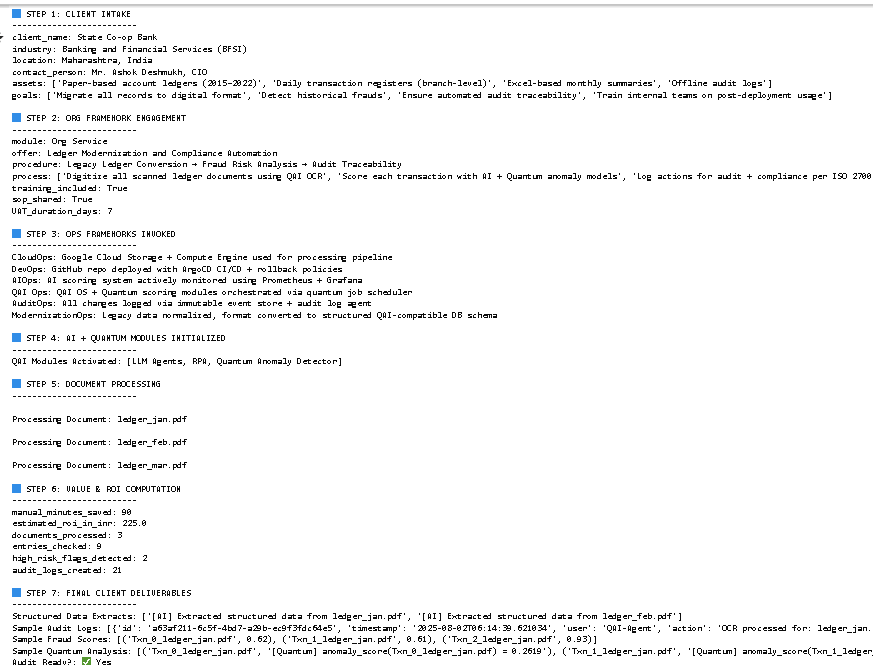 STEP 1: CLIENT INTAKE
------------------------
client_name: State Co-op Bank
industry: Banking and Financial Services (BFSI)
location: Maharashtra, India
contact_person: Mr. Ashok Deshmukh, CIO
assets: ['Paper-based account ledgers (2015–2022)', 'Daily transaction registers (branch-level)', 'Excel-based monthly summaries', 'Offline audit logs']
goals: ['Migrate all records to digital format', 'Detect historical frauds', 'Ensure automated audit traceability', 'Train internal teams on post-deployment usage']
STEP 2: ORG FRAMEWORK ENGAGEMENT
------------------------
module: Org Service
offer: Ledger Modernization and Compliance Automation
procedure: Legacy Ledger Conversion → Fraud Risk Analysis → Audit Traceability
process: ['Digitize all scanned ledger documents using QAI OCR', 'Score each transaction with AI + Quantum anomaly models', 'Log actions for audit + compliance per ISO 2700
training_included: True
sop_shared: True
VAT_duration_days: 7
STEP 3: OPS FRAMEWORKS INVOKED
------------------------
CloudOps: Google Cloud Storage + Compute Engine used for processing pipeline
DevOps: GitHub repo deployed with ArgoCD CI/CD + rollback policies
AIOps: AI scoring system actively monitored using Prometheus + Grafana
QAI Ops: QAI OS + Quantum scoring modules orchestrated via quantum job scheduler
AuditOps: All changes logged via immutable event store + audit log agent
ModernizationOps: Legacy data normalized, format converted to structured QAI-compatible DB schema
STEP 4: AI + QUANTUM MODULES INITIALIZED
------------------------
QAI Modules Activated: [LLM Agents, RPA, Quantum Anomaly Detector]
STEP 5: DOCUMENT PROCESSING
------------------------
Processing Document: ledger_jan.pdf
Processing Document: ledger_feb.pdf
Processing Document: ledger_mar.pdf
STEP 6: VALUE & ROI COMPUTATION
------------------------
manual_minutes_saved: 90
estimated_roi_in_inr: 225.0
documents_processed: 3
entries_checked: 9
high_risk_flags_detected: 2
audit_logs_created: 21
STEP 7: FINAL CLIENT DELIVERABLES
------------------------
Structured Data Extracts: ['[AI] Extracted structured data from ledger_jan.pdf', '[AI] Extracted structured data from ledger_feb.pdf']
Sample Audit Logs: [{'id': 'a63af211-6c5f-4bd7-a29b-ec9f3fdc64e5', 'timestamp': '2025-08-02T06:14:39.621034', 'user': 'QAI-Agent', 'action': 'OCR processed for: ledger_jan.
Sample Fraud Scores: [('Txn_0_ledger_jan.pdf', 0.62), ('Txn_1_ledger_jan.pdf', 0.61), ('Txn_2_ledger_jan.pdf', 0.93)]
Sample Quantum Analysis: [('Txn_0_ledger_jan.pdf', '[Quantum] anomaly_score(Txn_0_ledger_jan.pdf) = 0.2619'), ('Txn_1_ledger_jan.pdf', '[Quantum] anomaly_score(Txn_1_ledger_
Audit Ready?: ✅ Yes